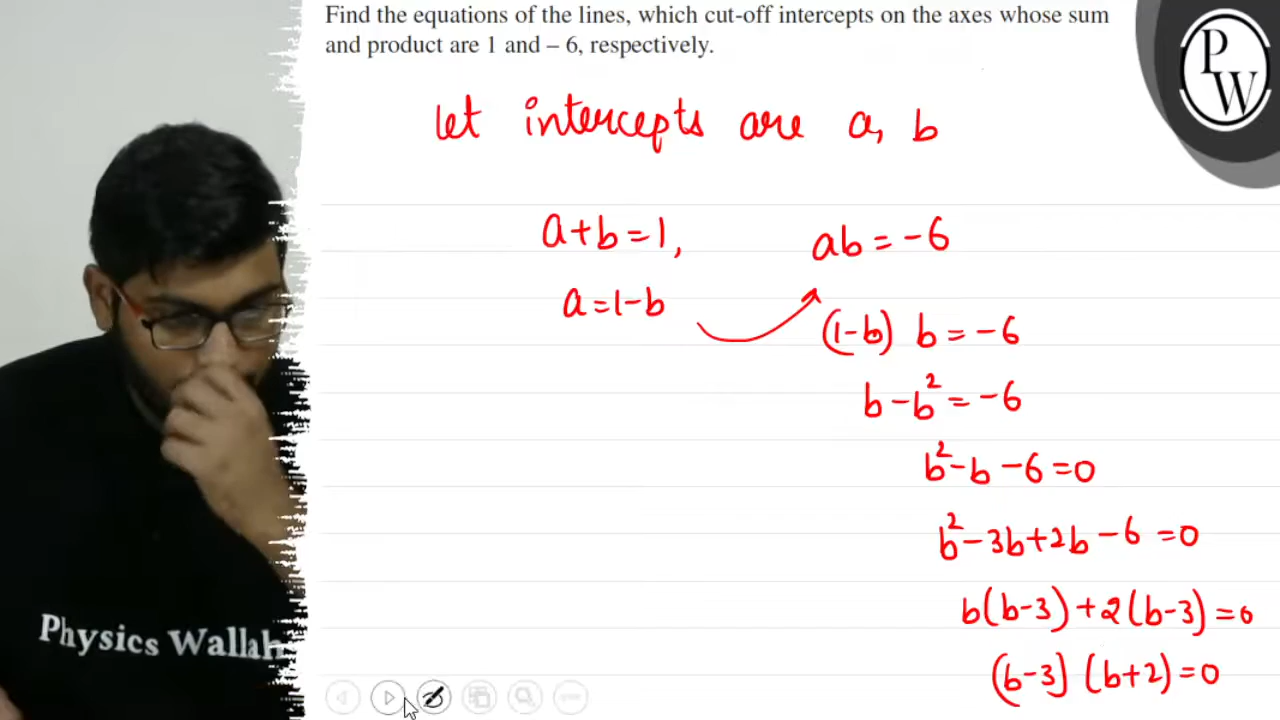 Find the equations of the lines, which cut-off intercepts on the axes whose sum
and product are 1 and – 6, respectively.
P
W
let intercepts are a, b
a+b=1,
ab=-6
a=1-b
(1-b) b = -6
b-b²=-6
b²-b-6=0
b²-3b+2b-6=0
b(b-3)+2(b-3)=0
(b-3) (b+2)=0
Physics Wallah